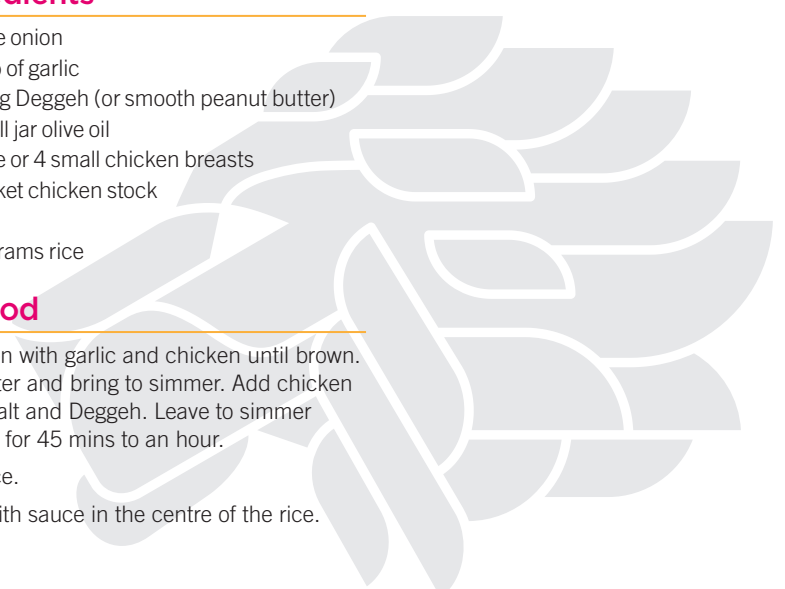 edients
e onion
of garlic
g Deggeh (or smooth peanut butter)
ll jar olive oil
e or 4 small chicken breasts
ket chicken stock
rams rice
od
n with garlic and chicken until brown.
ter and bring to simmer. Add chicken
alt and Deggeh. Leave to simmer
for 45 mins to an hour.
ce.
ith sauce in the centre of the rice.